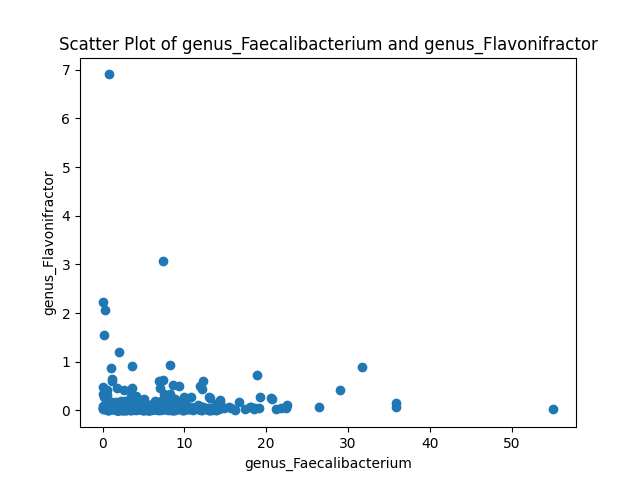 Scatter Plot of genus_Faecalibacterium and genus_Flavonifractor
7
6
5
4
3
2
1
0
genus_Flavonifractor
0 10 20 30 40 50
genus_Faecalibacterium